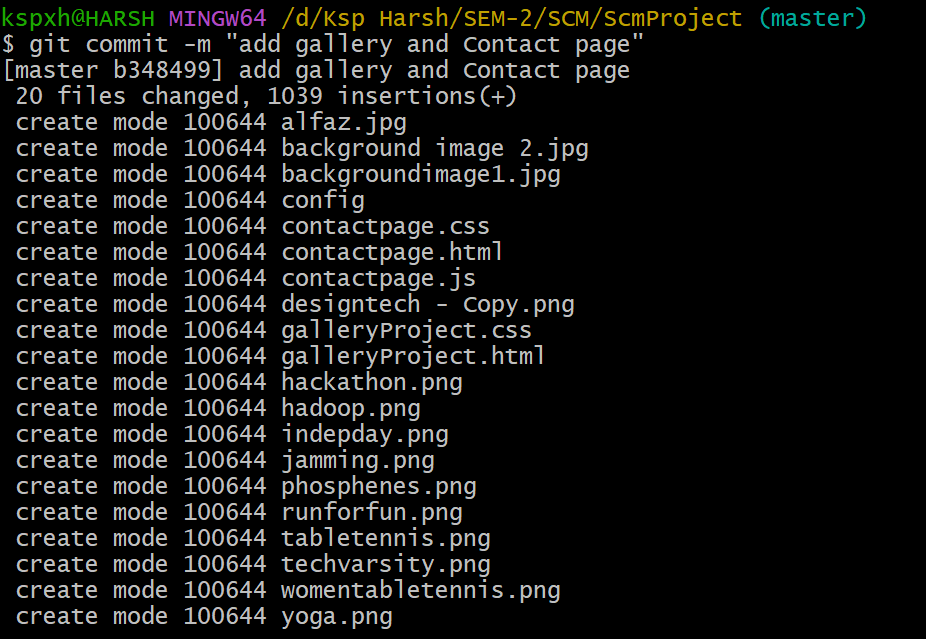 kspxh@HARSH MINGW64 /d/Ksp Harsh/SEM-2/SCM/ScmProject (master)
$ git commit -m "add gallery and Contact page"
[master b348499] add gallery and Contact page
 20 files changed, 1039 insertions(+)
 create mode 100644 alfaz.jpg
 create mode 100644 background image 2.jpg
 create mode 100644 backgroundimage1.jpg
 create mode 100644 config
 create mode 100644 contactpage.css
 create mode 100644 contactpage.html
 create mode 100644 contactpage.js
 create mode 100644 designtech - Copy.png
 create mode 100644 galleryProject.css
 create mode 100644 galleryProject.html
 create mode 100644 hackathon.png
 create mode 100644 hadoop.png
 create mode 100644 indepday.png
 create mode 100644 jamming.png
 create mode 100644 phosphenes.png
 create mode 100644 runforfun.png
 create mode 100644 tabletennis.png
 create mode 100644 techvarsity.png
 create mode 100644 womentabletennis.png
 create mode 100644 yoga.png